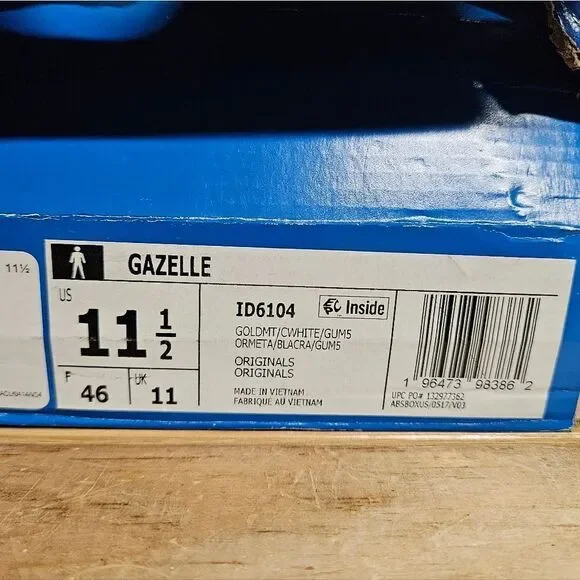 11½
GAZELLE
US
11 1/2
F
46
UK
11
ID6104
Inside
GOLDMT/CWHITE/GUM5
ORMETA/BLACRA/GUM5
ORIGINALS
ORIGINALS
MADE IN VIETNAM
FABRIQUE AU VIETNAM
1 96473 98386 2
UPC PO# 132977362
ABSBOXUS/0517/V03